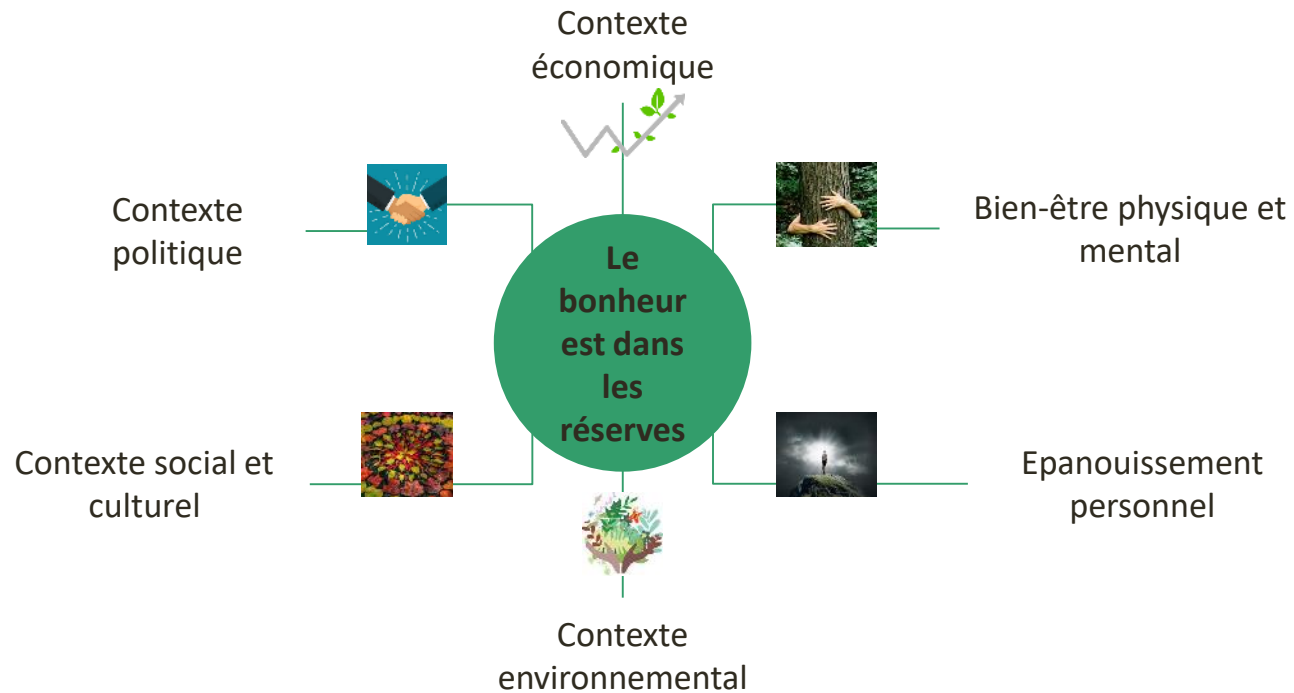 Contexte
économique
Contexte
politique
Bien-être physique et
mental
Le
bonheur
est dans
les
réserves
Contexte social et
culturel
Epanouissement
personnel
Contexte
environnemental